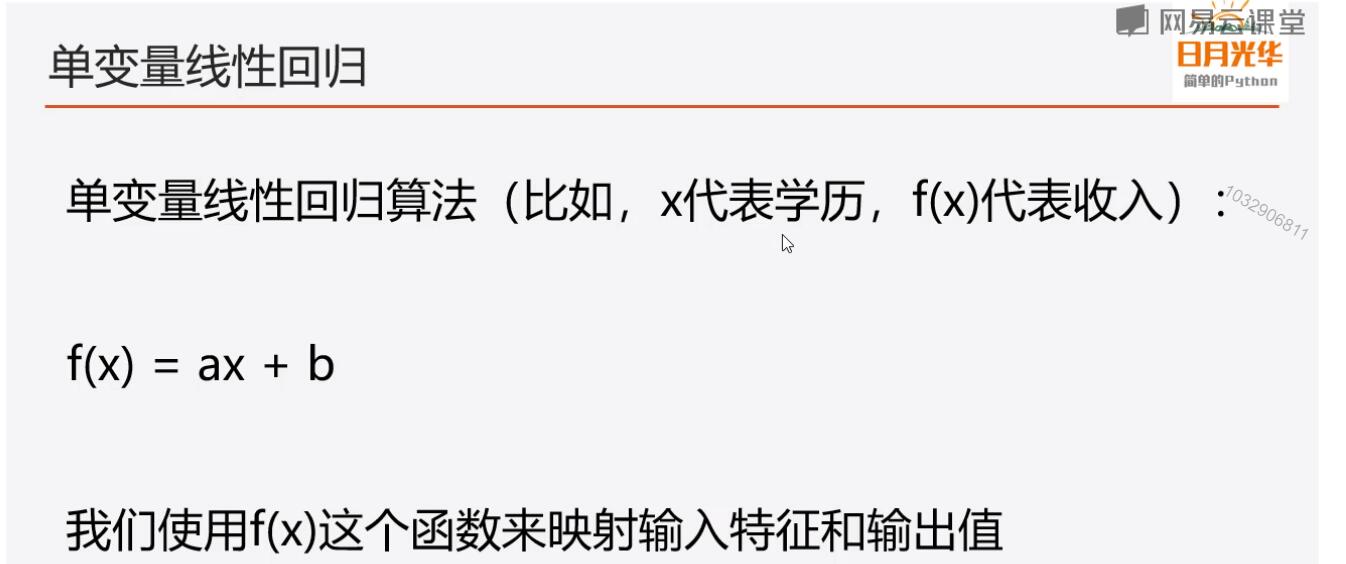 网易云课堂
单变量线性回归
日月光华
简单的Python
单变量线性回归算法（比如，x代表学历，f(x)代表收入）：
1032906811
f(x) = ax + b
我们使用f(x)这个函数来映射输入特征和输出值